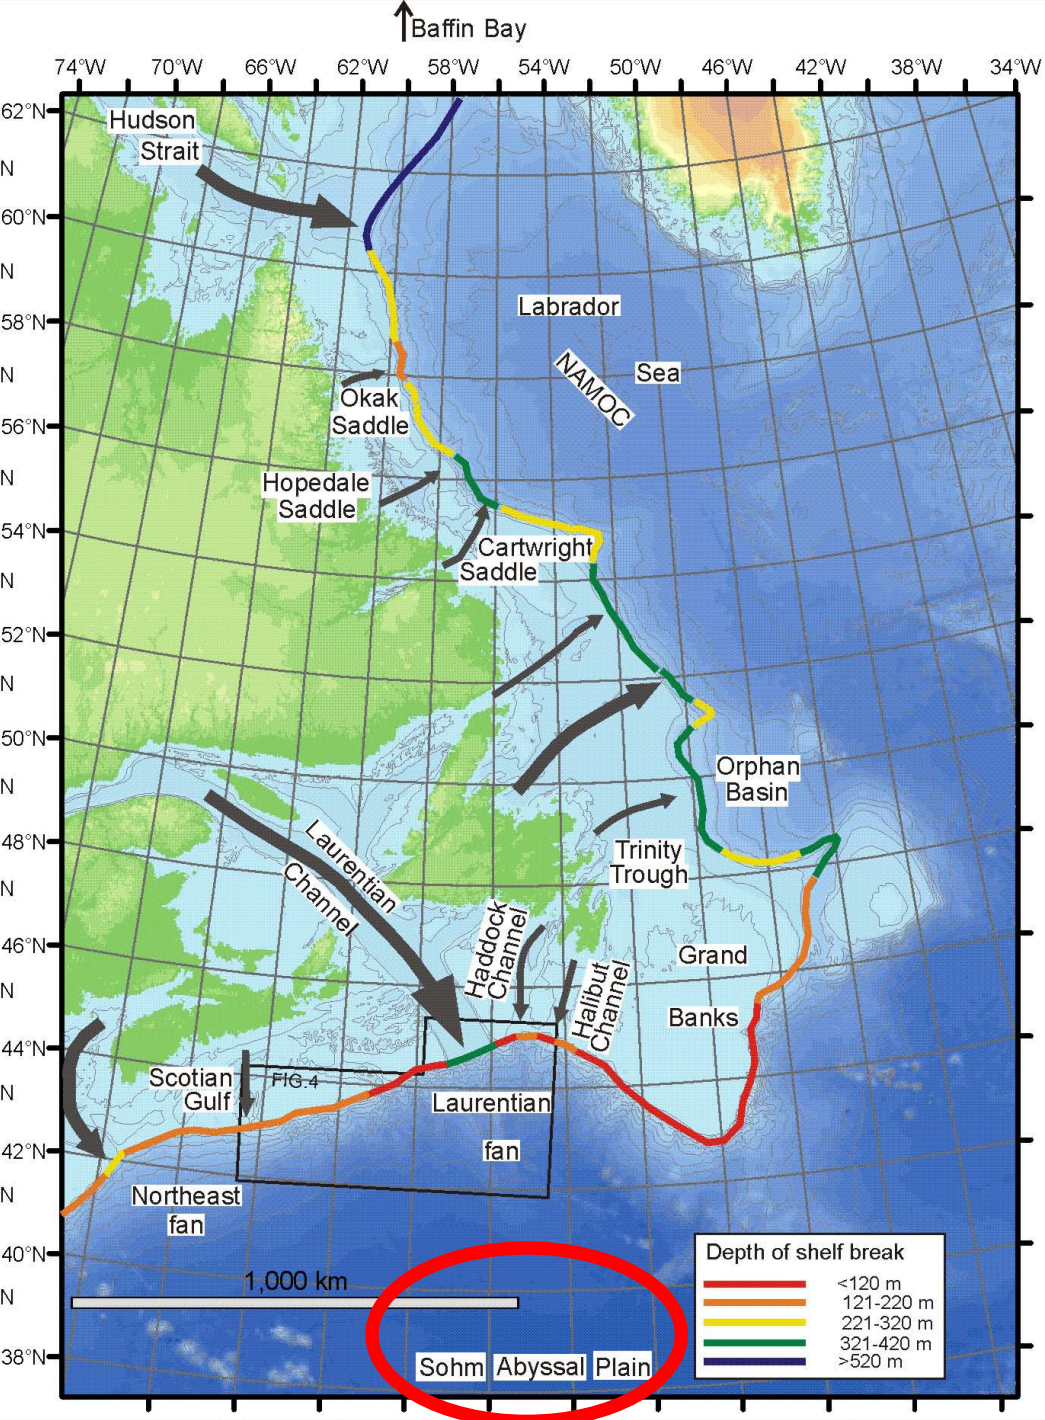 Baffin Bay
74°W 70°W 66°W 62°W 58°W 54°W 50°W 46°W 42°W 38°W 34°W
62°N
N
60°N
N
58°N
N
56°N
N
54°N
N
52°N
N
50°N
N
48°N
N
46°N
N
44°N
N
42°N
N
40°N
N
38°N
Hudson
Strait
Labrador
Sea
NAMOC
Okak
Saddle
Hopedale
Saddle
Cartwright
Saddle
Orphan
Basin
Trinity
Trough
Laurentian
Channel
Haddock
Channel
Halibut
Channel
Grand
Banks
Scotian
Gulf
FIG.4
Laurentian
fan
Northeast
fan
1,000 km
Sohm Abyssal Plain
Depth of shelf break
<120 m
121-220 m
221-320 m
321-420 m
>520 m